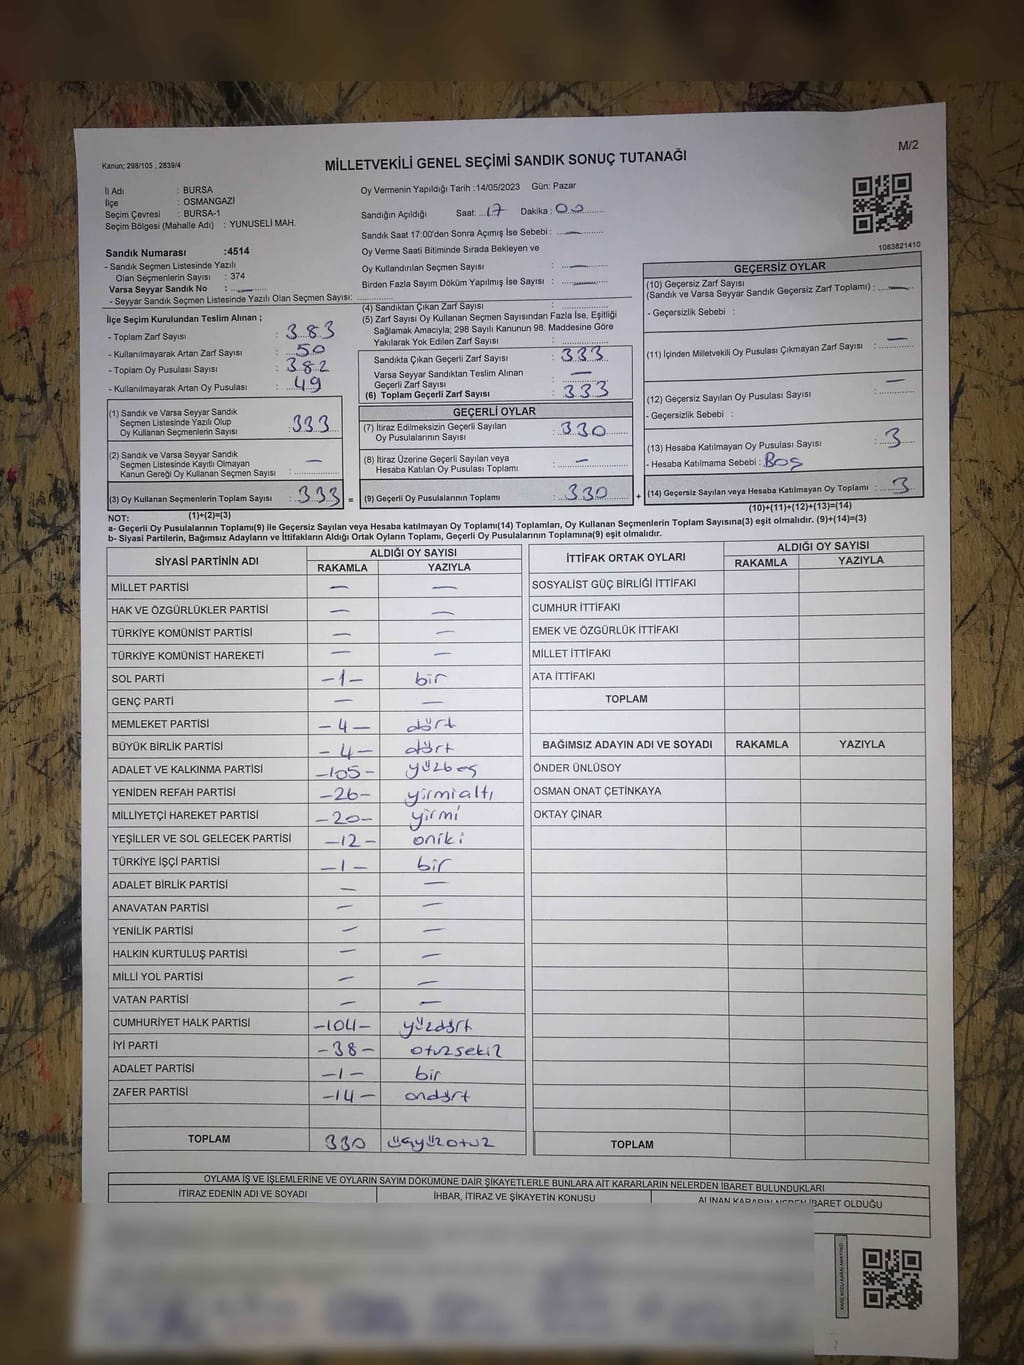 Kanun; 298/105 , 2839/4
MİLLETVEKİLİ GENEL SEÇİMİ SANDIK SONUÇ TUTANAĞI
M/2
İl Adı : BURSA
İlçe : OSMANGAZİ
Seçim Çevresi : BURSA-1
Seçim Bölgesi (Mahalle Adı) : YUNUSELİ MAH.
Sandık Numarası :4514
- Sandık Seçmen Listesinde Yazılı
Olan Seçmenlerin Sayısı : 374
Varsa Seyyar Sandık No : —
- Seyyar Sandık Seçmen Listesinde Yazılı Olan Seçmen Sayısı:
Oy Vermenin Yapıldığı Tarih :14/05/2023 Gün: Pazar
Sandığın Açıldığı Saat: 17 Dakika : 00
Sandık Saat 17:00'den Sonra Açımış İse Sebebi : —
Oy Verme Saati Bitiminde Sırada Bekleyen ve
Oy Kullandırılan Seçmen Sayısı : —
Birden Fazla Sayım Döküm Yapılmış İse Sayısı : —
1083821410
İlçe Seçim Kurulundan Teslim Alınan ;
- Toplam Zarf Sayısı : 383
- Kullanılmayarak Artan Zarf Sayısı : 50
- Toplam Oy Pusulası Sayısı : 382
- Kullanılmayarak Artan Oy Pusulası : 49
(1) Sandık ve Varsa Seyyar Sandık
Seçmen Listesinde Yazılı Olup
Oy Kullanan Seçmenlerin Sayısı : 333
(2) Sandık ve Varsa Seyyar Sandık
Seçmen Listesinde Kayıtlı Olmayan
Kanun Gereği Oy Kullanan Seçmen Sayısı : —
(3) Oy Kullanan Seçmenlerin Toplam Sayısı : 333 =
(1)+(2)=(3)
(4) Sandıktan Çıkan Zarf Sayısı :
(5) Zarf Sayısı Oy Kullanan Seçmen Sayısından Fazla İse, Eşitliği
Sağlamak Amacıyla; 298 Sayılı Kanunun 98. Maddesine Göre
Yakılarak Yok Edilen Zarf Sayısı :
Sandıkta Çıkan Geçerli Zarf Sayısı : 333
Varsa Seyyar Sandıktan Teslim Alınan
Geçerli Zarf Sayısı : —
(6) Toplam Geçerli Zarf Sayısı : 333
GEÇERLİ OYLAR
(7) İtiraz Edilmeksizin Geçerli Sayılan
Oy Pusulalarının Sayısı : 330
(8) İtiraz Üzerine Geçerli Sayılan veya
Hesaba Katılan Oy Pusulası Toplamı : —
(9) Geçerli Oy Pusulalarının Toplamı : 330 +
GEÇERSİZ OYLAR
(10) Geçersiz Zarf Sayısı
(Sandık ve Varsa Seyyar Sandık Geçersiz Zarf Toplamı) : —
- Geçersizlik Sebebi :
(11) İçinden Milletvekili Oy Pusulası Çıkmayan Zarf Sayısı : —
(12) Geçersiz Sayılan Oy Pusulası Sayısı : —
- Geçersizlik Sebebi :
(13) Hesaba Katılmayan Oy Pusulası Sayısı : 3
- Hesaba Katılmama Sebebi : Boş
(14) Geçersiz Sayılan veya Hesaba Katılmayan Oy Toplamı : 3
(10)+(11)+(12)+(13)=(14)
NOT:
a- Geçerli Oy Pusulalarının Toplamı(9) ile Geçersiz Sayılan veya Hesaba katılmayan Oy Toplamı(14) Toplamları, Oy Kullanan Seçmenlerin Toplam Sayısına(3) eşit olmalıdır. (9)+(14)=(3)
b- Siyasi Partilerin, Bağımsız Adayların ve İttifakların Aldığı Oyların Toplamı, Geçerli Oy Pusulalarının Toplamına(9) eşit olmalıdır.
SİYASİ PARTİNİN ADI ALDIĞI OY SAYISI
RAKAMLA YAZIYLA
MİLLET PARTİSİ — —
HAK VE ÖZGÜRLÜKLER PARTİSİ — —
TÜRKİYE KOMÜNİST PARTİSİ — —
TÜRKİYE KOMÜNİST HAREKETİ — —
SOL PARTİ -1- bir
GENÇ PARTİ — —
MEMLEKET PARTİSİ -4- dört
BÜYÜK BİRLİK PARTİSİ -4- dört
ADALET VE KALKINMA PARTİSİ -105- yüzbeş
YENİDEN REFAH PARTİSİ -26- yirmialtı
MİLLİYETÇİ HAREKET PARTİSİ -20- yirmi
YEŞİLLER VE SOL GELECEK PARTİSİ -12- oniki
TÜRKİYE İŞÇİ PARTİSİ -1- bir
ADALET BİRLİK PARTİSİ — —
ANAVATAN PARTİSİ — —
YENİLİK PARTİSİ — —
HALKIN KURTULUŞ PARTİSİ — —
MİLLİ YOL PARTİSİ — —
VATAN PARTİSİ — —
CUMHURİYET HALK PARTİSİ -104- yüzdört
İYİ PARTİ -38- otuzsekiz
ADALET PARTİSİ -1- bir
ZAFER PARTİSİ -14- ondört
TOPLAM 330 üçyüzotuz
İTTİFAK ORTAK OYLARI ALDIĞI OY SAYISI
RAKAMLA YAZIYLA
SOSYALİST GÜÇ BİRLİĞİ İTTİFAKI
CUMHUR İTTİFAKI
EMEK VE ÖZGÜRLÜK İTTİFAKI
MİLLET İTTİFAKI
ATA İTTİFAKI
TOPLAM
BAĞIMSIZ ADAYIN ADI VE SOYADI RAKAMLA YAZIYLA
ÖNDER ÜNLÜSOY
OSMAN ONAT ÇETİNKAYA
OKTAY ÇINAR
TOPLAM
OYLAMA İŞ VE İŞLEMLERİNE VE OYLARIN SAYIM DÖKÜMÜNE DAİR ŞİKAYETLERLE BUNLARA AİT KARARLARIN NELERDEN İBARET BULUNDUKLARI
İTİRAZ EDENİN ADI VE SOYADI İHBAR, İTİRAZ VE ŞİKAYETİN KONUSU ALINAN KARARIN NEDEN İBARET OLDUĞU